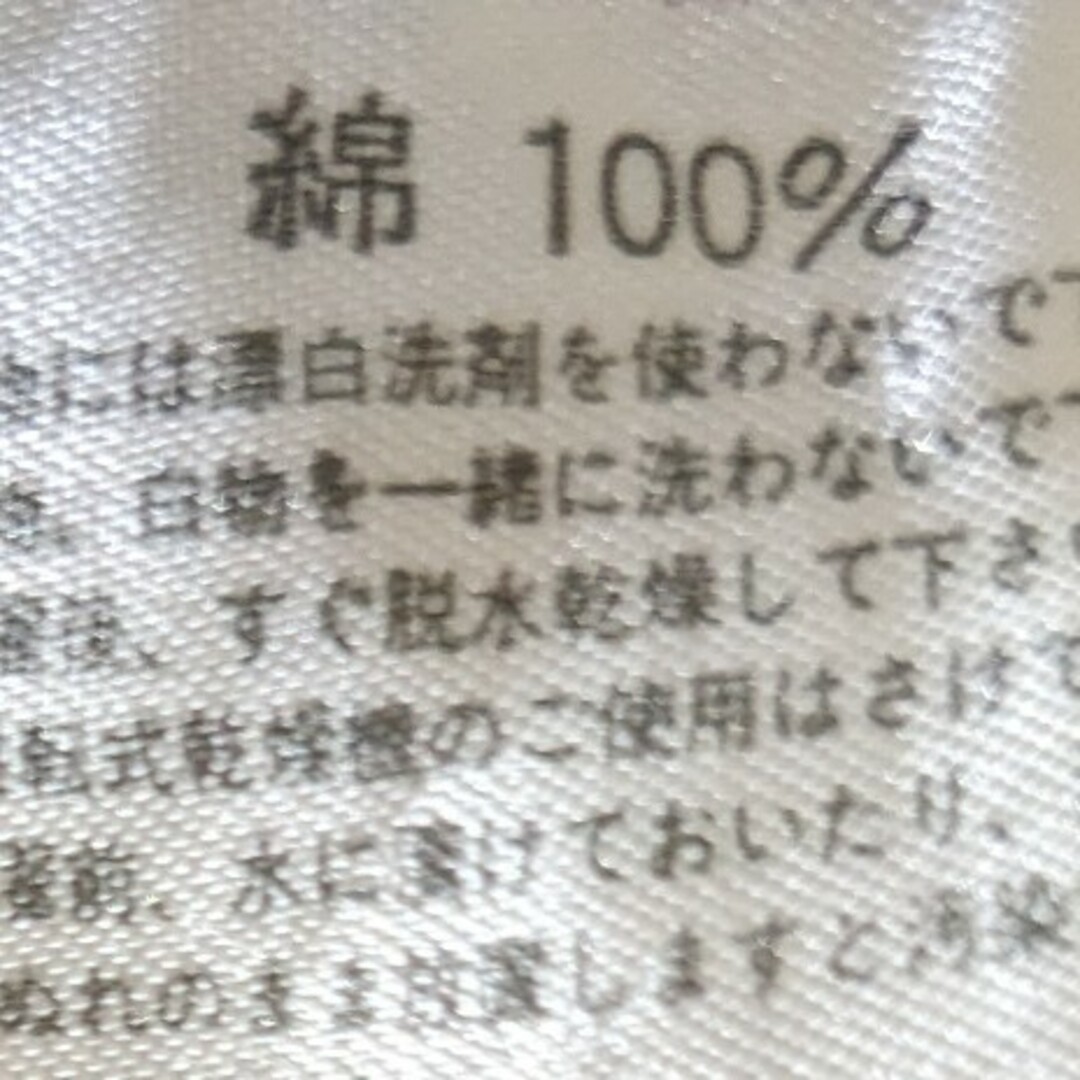 綿 100%
には漂白洗剤を使わないで
白物を一緒に洗わないで
すぐ脱水乾燥して下さ
転式乾燥機のご使用はさけて
水に漬けておいたり、
ぬれのまま放置しますと、